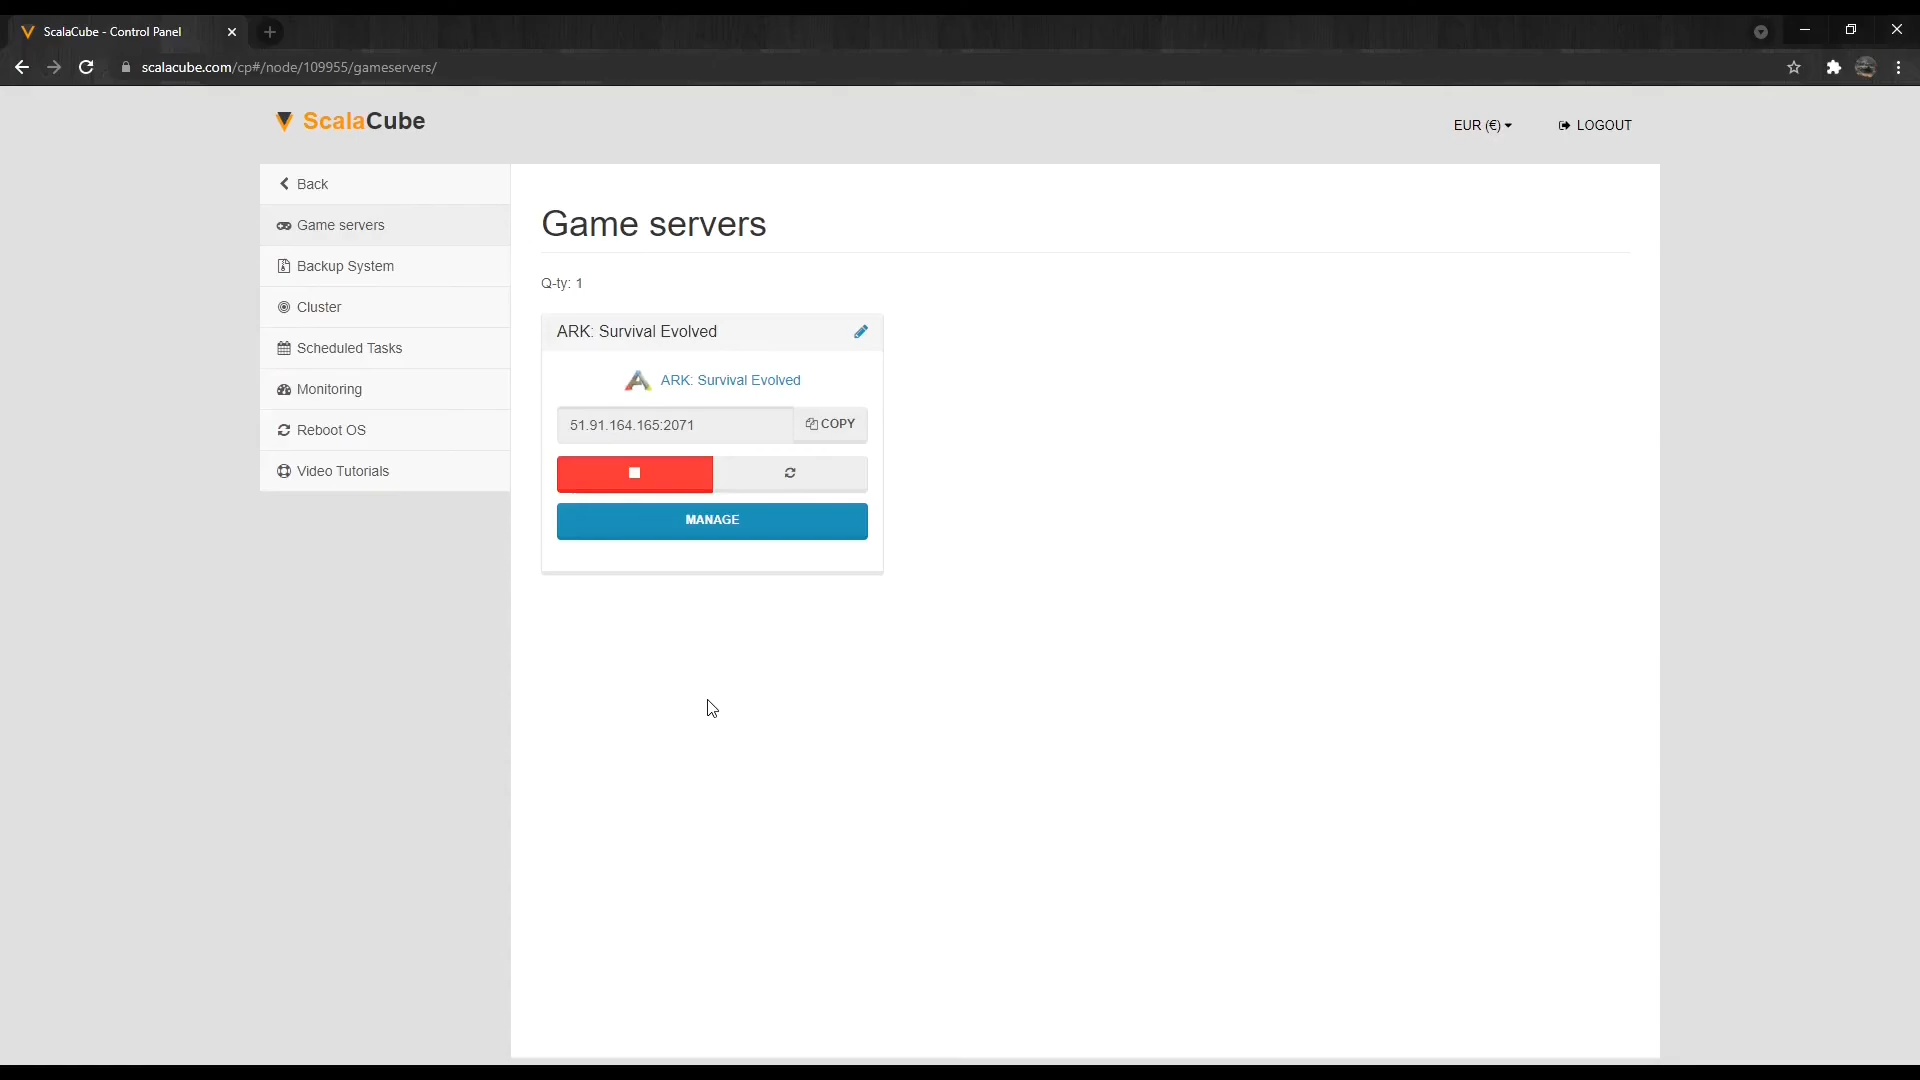 ScalaCube - Control Panel
scalacube.com/cp#/node/109955/gameservers/
ScalaCube
EUR (€)
LOGOUT
Back
Game servers
Backup System
Cluster
Scheduled Tasks
Monitoring
Reboot OS
Video Tutorials
Game servers
Q-ty: 1
ARK: Survival Evolved
ARK: Survival Evolved
51.91.164.165:2071
COPY
MANAGE